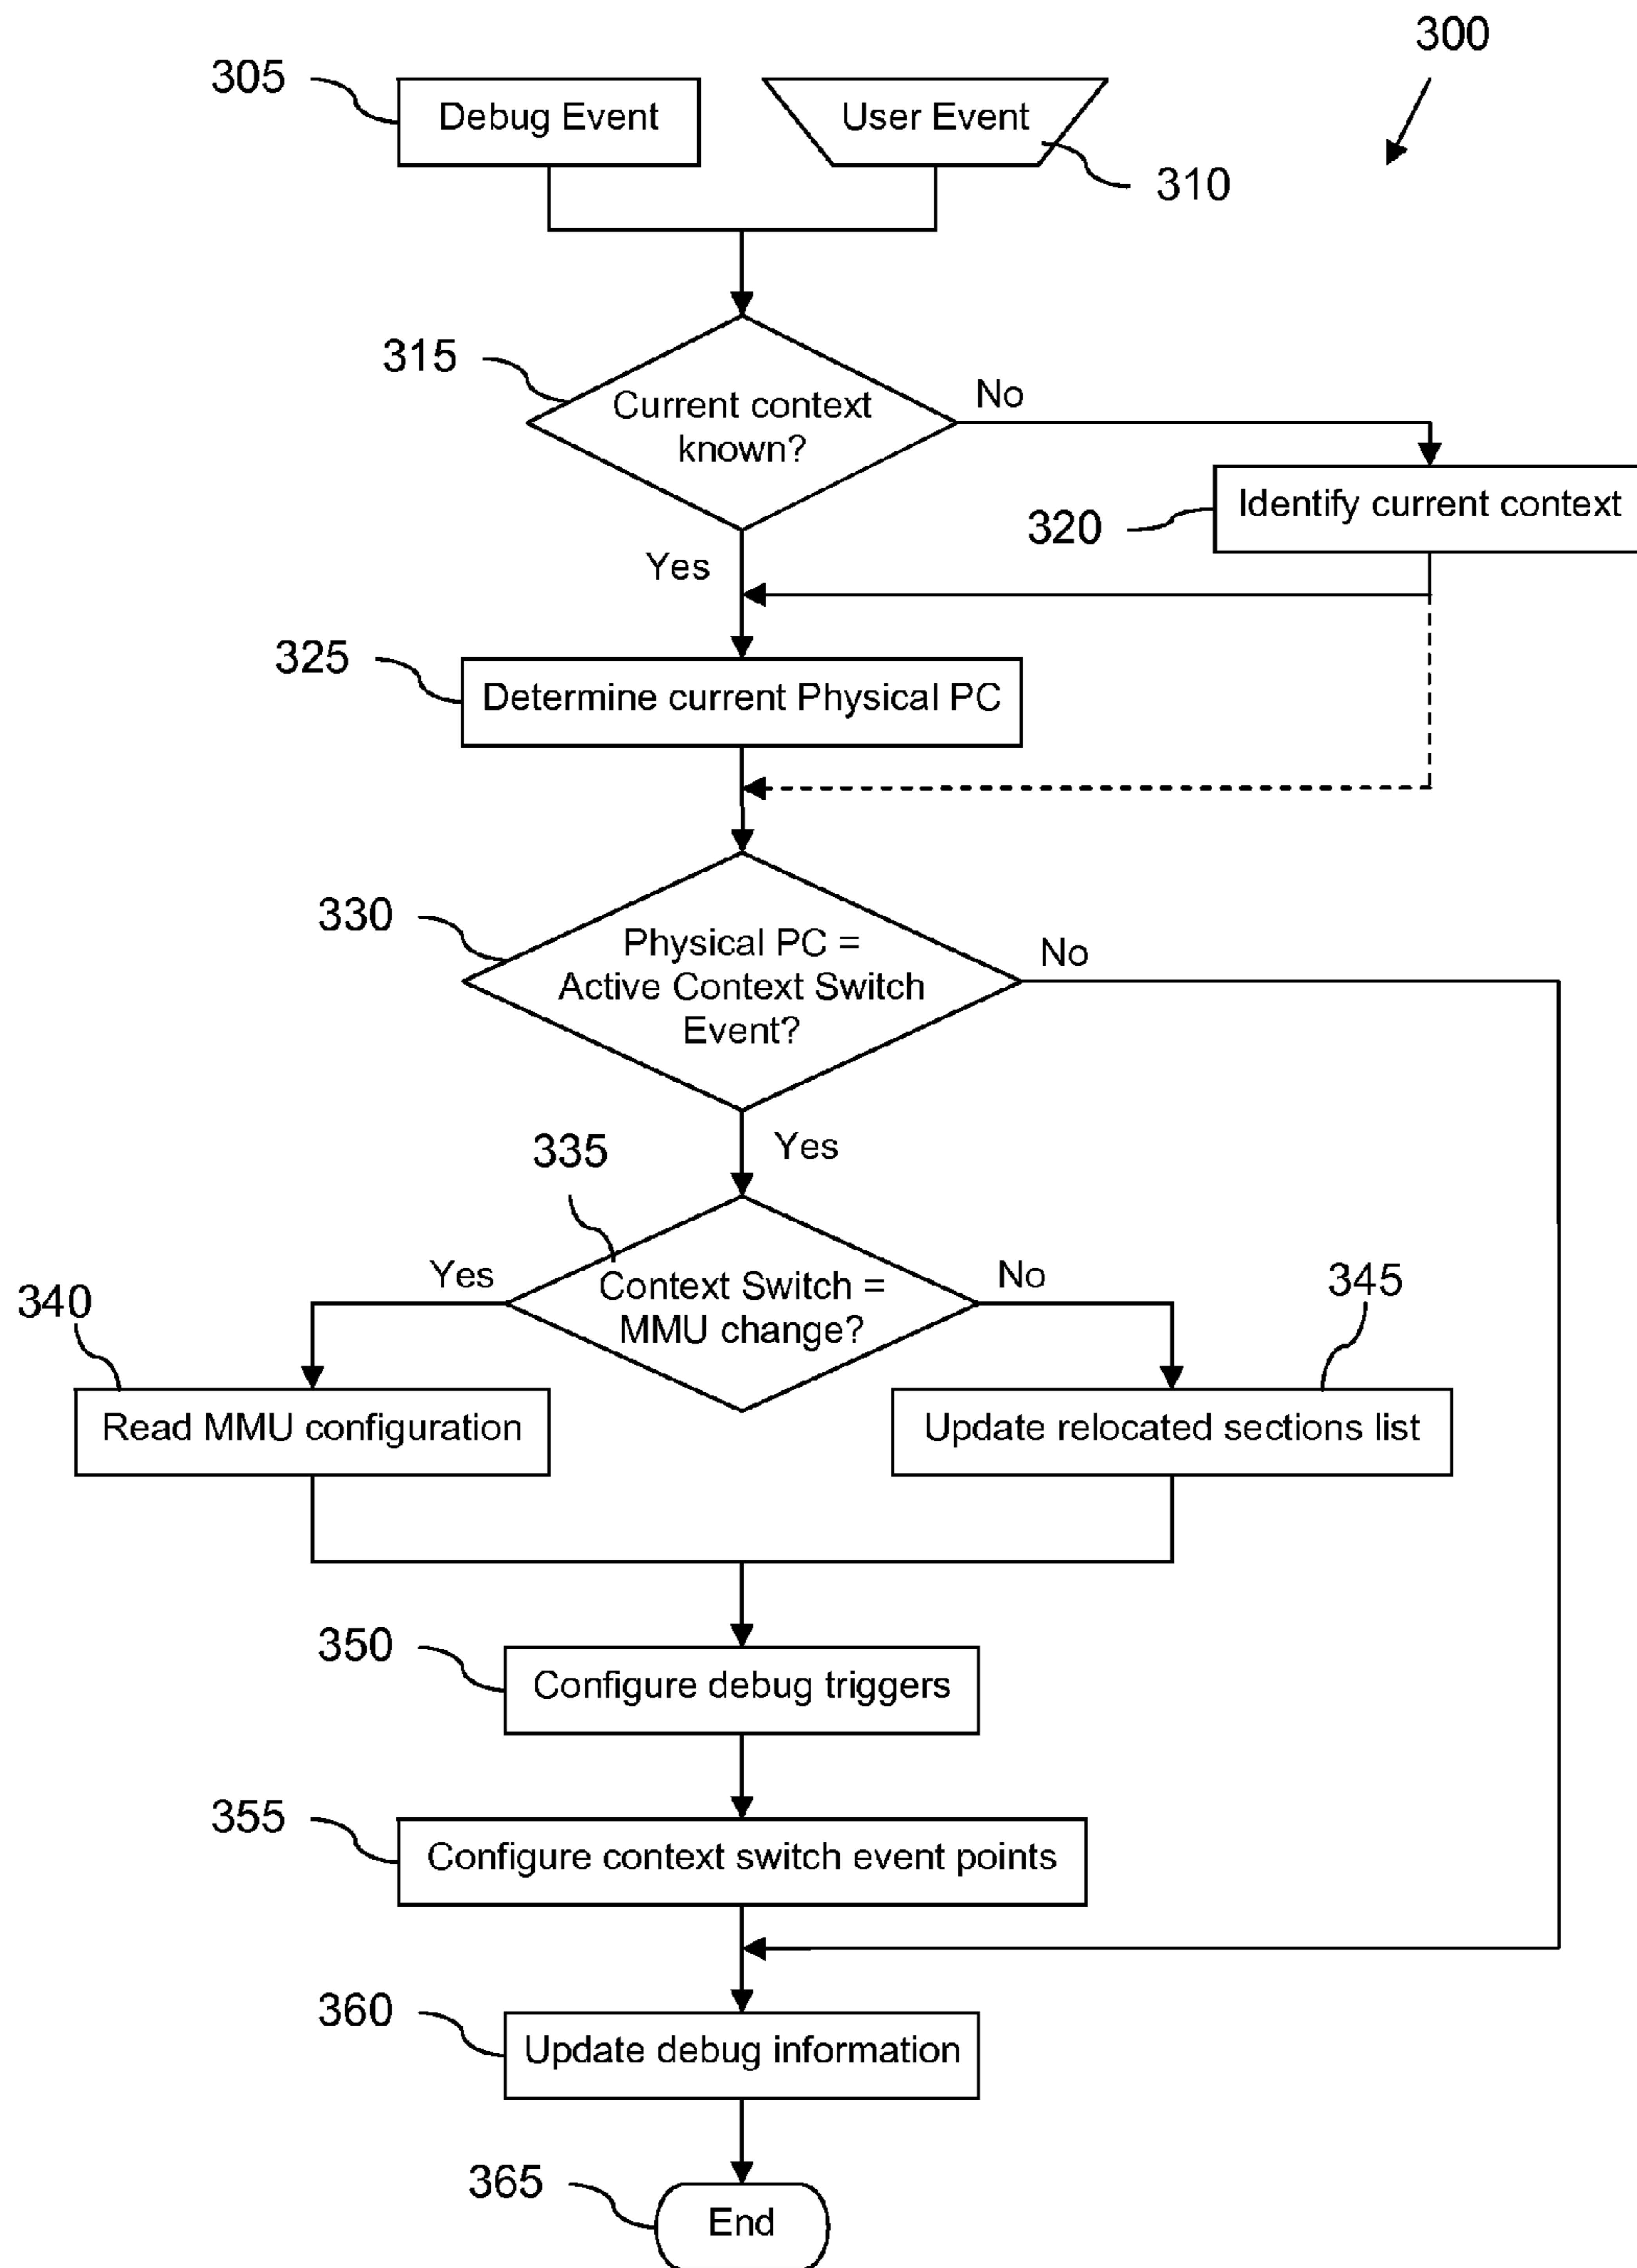 300
305
Debug Event
User Event
310
315
Current context
known?
No
320
Identify current context
Yes
325
Determine current Physical PC
330
Physical PC =
Active Context Switch
Event?
No
Yes
335
Context Switch =
MMU change?
Yes
No
340
345
Read MMU configuration
Update relocated sections list
350
Configure debug triggers
355
Configure context switch event points
360
Update debug information
365
End